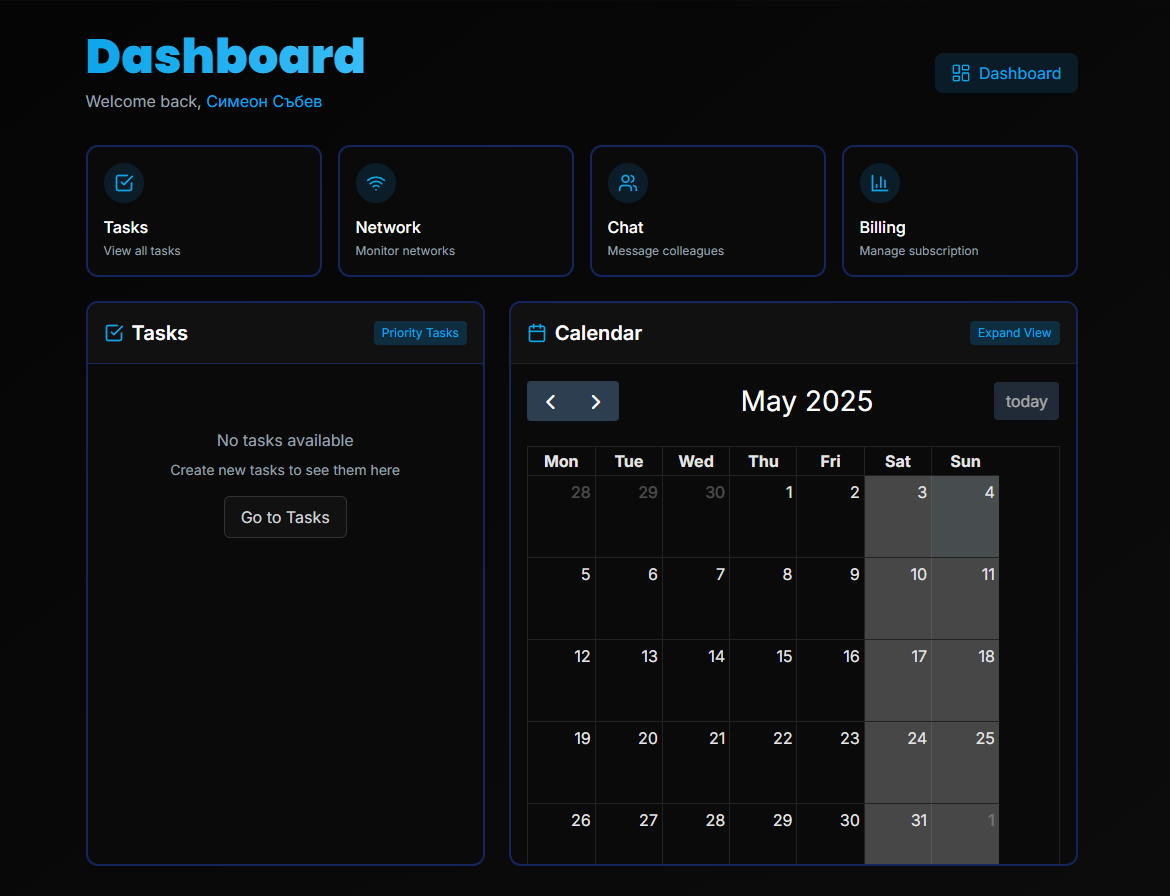 Dashboard
Welcome back, Симеон Събев
Dashboard
Tasks
View all tasks
Network
Monitor networks
Chat
Message colleagues
Billing
Manage subscription
Tasks
Priority Tasks
No tasks available
Create new tasks to see them here
Go to Tasks
Calendar
Expand View
May 2025
today
Mon Tue Wed Thu Fri Sat Sun
28 29 30 1 2 3 4
5 6 7 8 9 10 11
12 13 14 15 16 17 18
19 20 21 22 23 24 25
26 27 28 29 30 31 1